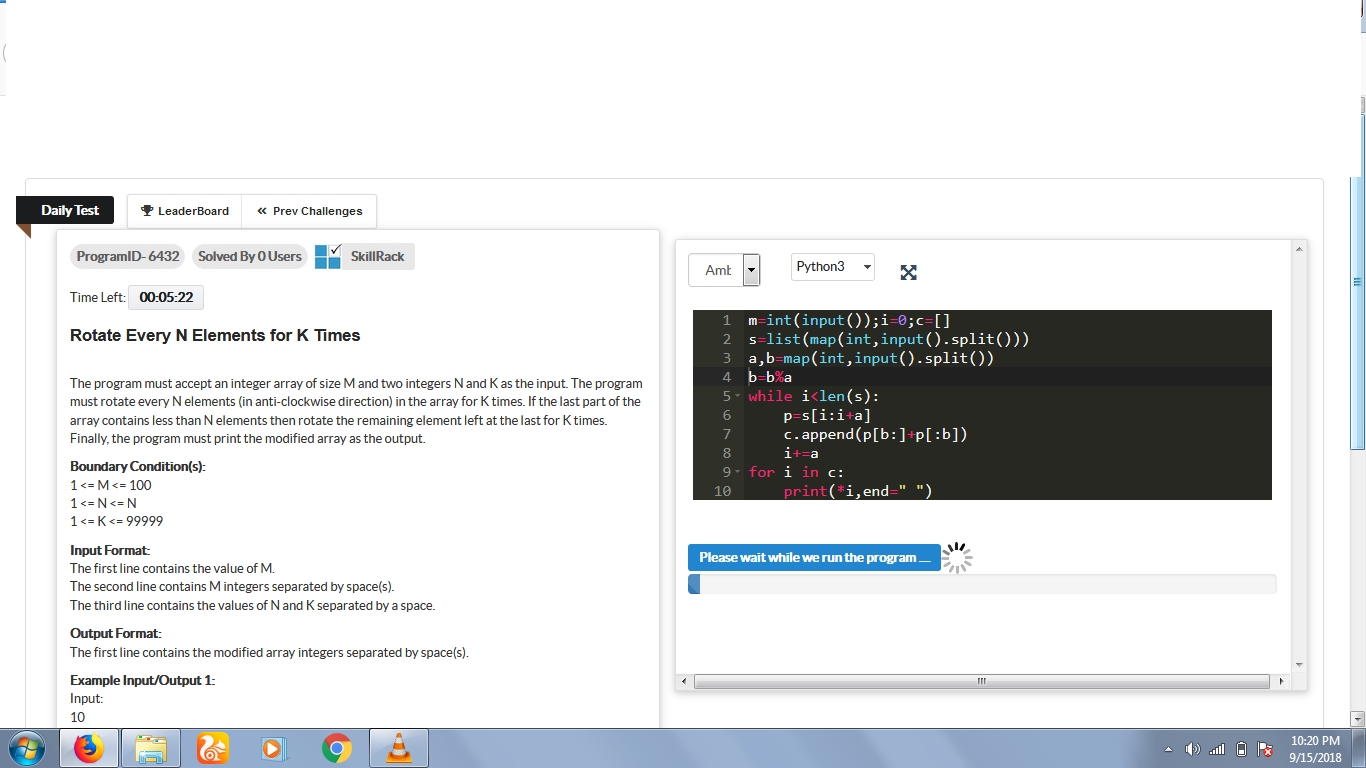 Daily Test
LeaderBoard
« Prev Challenges
ProgramID- 6432
Solved By 0 Users
SkillRack
Time Left: 00:05:22
Rotate Every N Elements for K Times
The program must accept an integer array of size M and two integers N and K as the input. The program
must rotate every N elements (in anti-clockwise direction) in the array for K times. If the last part of the
array contains less than N elements then rotate the remaining element left at the last for K times.
Finally, the program must print the modified array as the output.
Boundary Condition(s):
1 <= M <= 100
1 <= N <= N
1 <= K <= 99999
Input Format:
The first line contains the value of M.
The second line contains M integers separated by space(s).
The third line contains the values of N and K separated by a space.
Output Format:
The first line contains the modified array integers separated by space(s).
Example Input/Output 1:
Input:
10
Amb
Python3
1 m=int(input());i=0;c=[]
2 s=list(map(int,input().split()))
3 a,b=map(int,input().split())
4 b=b%a
5 while i<len(s):
6     p=s[i:i+a]
7     c.append(p[b:]+p[:b])
8     i+=a
9 for i in c:
10     print(*i,end=" ")
Please wait while we run the program ....
10:20 PM
9/15/2018